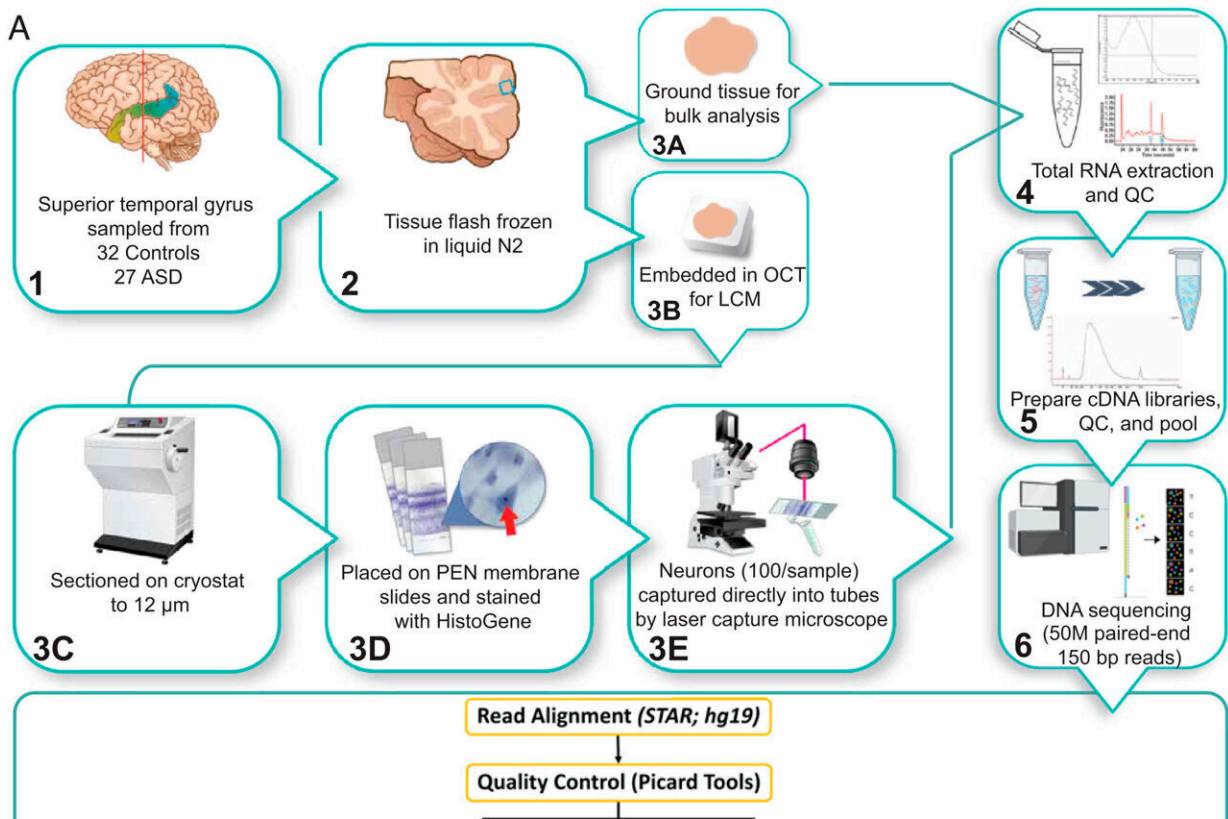 A
Superior temporal gyrus
sampled from
32 Controls
27 ASD
1
Tissue flash frozen
in liquid N2
2
Ground tissue for
bulk analysis
3A
Embedded in OCT
for LCM
3B
Sectioned on cryostat
to 12 µm
3C
Placed on PEN membrane
slides and stained
with HistoGene
3D
Neurons (100/sample)
captured directly into tubes
by laser capture microscope
3E
Total RNA extraction
and QC
4
Prepare cDNA libraries,
QC, and pool
5
DNA sequencing
(50M paired-end
150 bp reads)
6
Read Alignment (STAR; hg19)
Quality Control (Picard Tools)